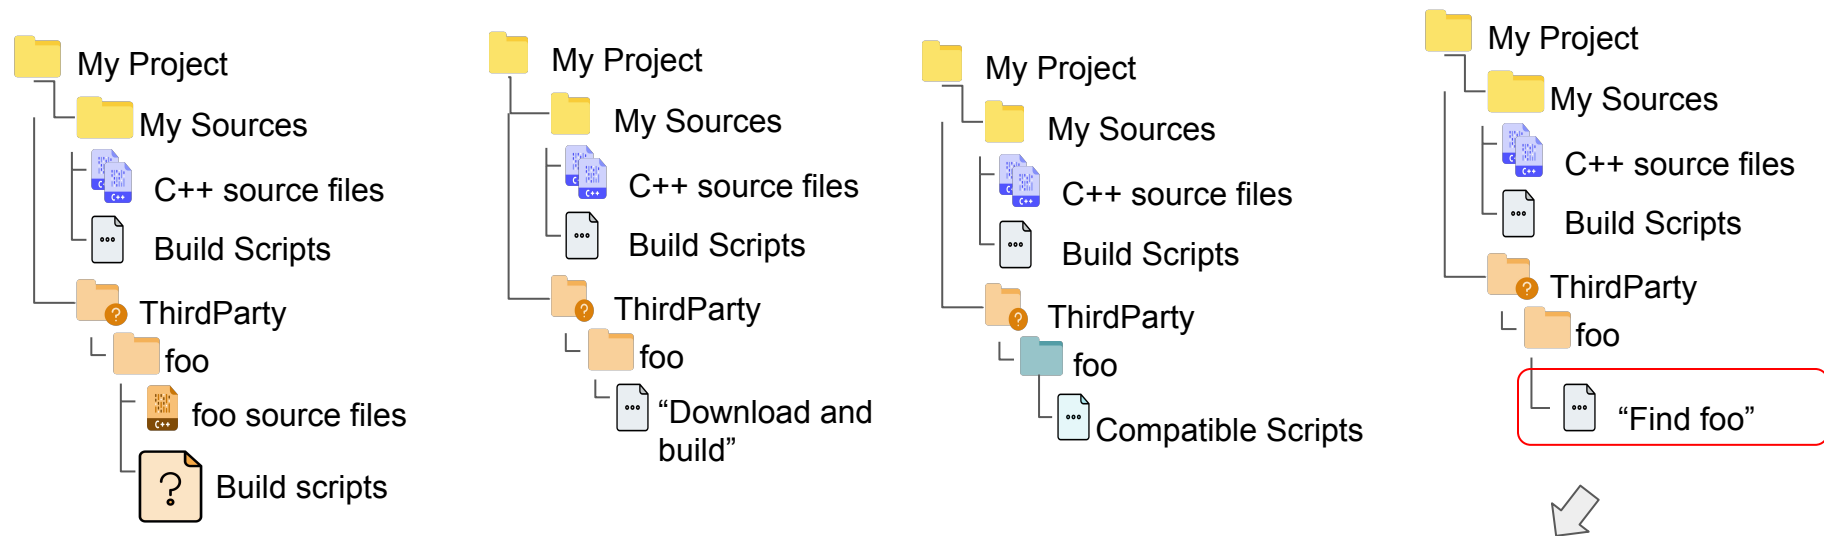 My Project
My Sources
C++ source files
C++
Build Scripts
ThirdParty
?
foo
foo source files
C++
?
Build scripts
My Project
My Sources
C++ source files
C++
Build Scripts
ThirdParty
?
foo
“Download and
build”
My Project
My Sources
C++ source files
C++
Build Scripts
ThirdParty
?
foo
Compatible Scripts
My Project
My Sources
C++ source files
C++
Build Scripts
ThirdParty
?
foo
“Find foo”